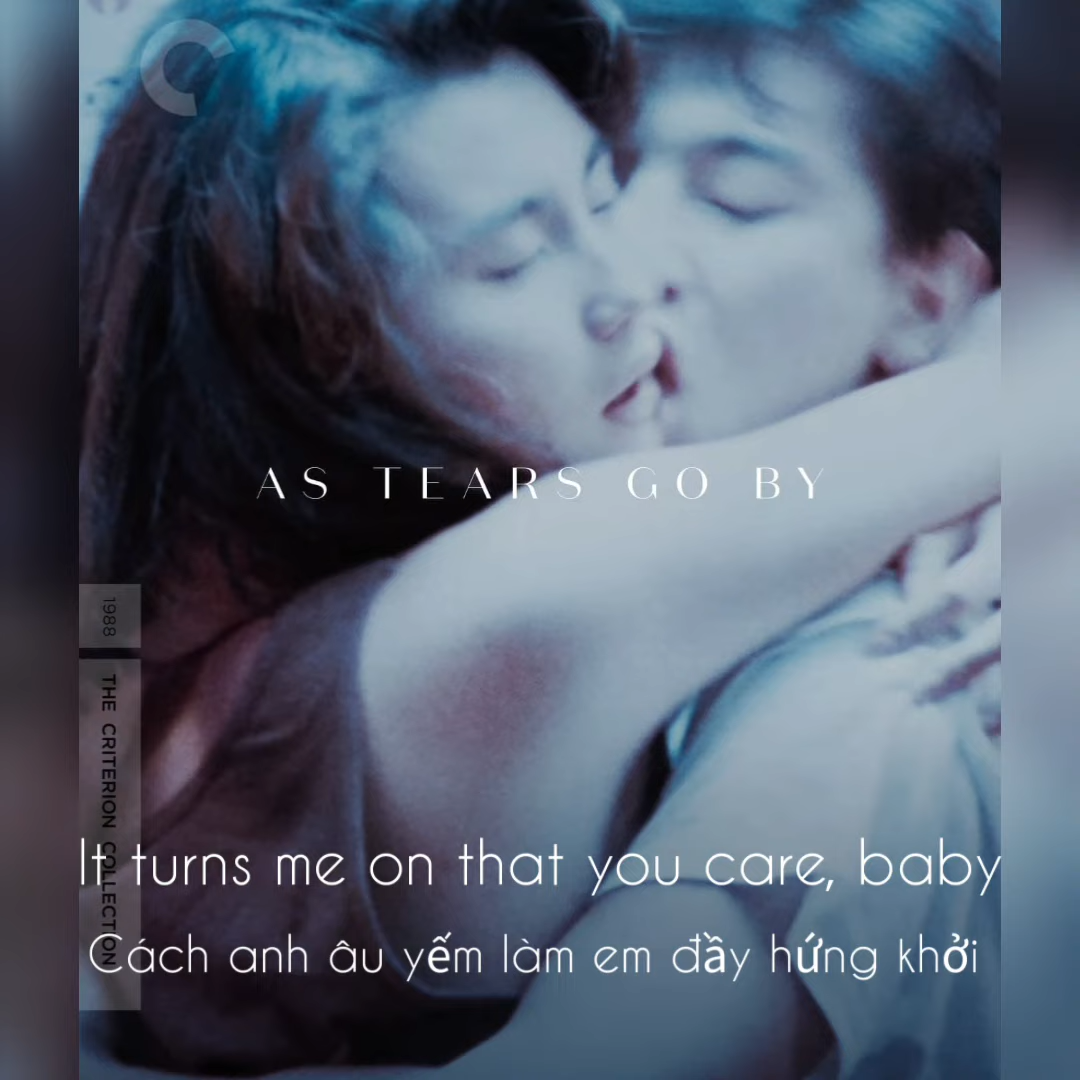 AS TEARS GO BY
1988
THE CRITERION COLLECTION
It turns me on that you care, baby
Cách anh âu yếm làm em đầy hứng khởi